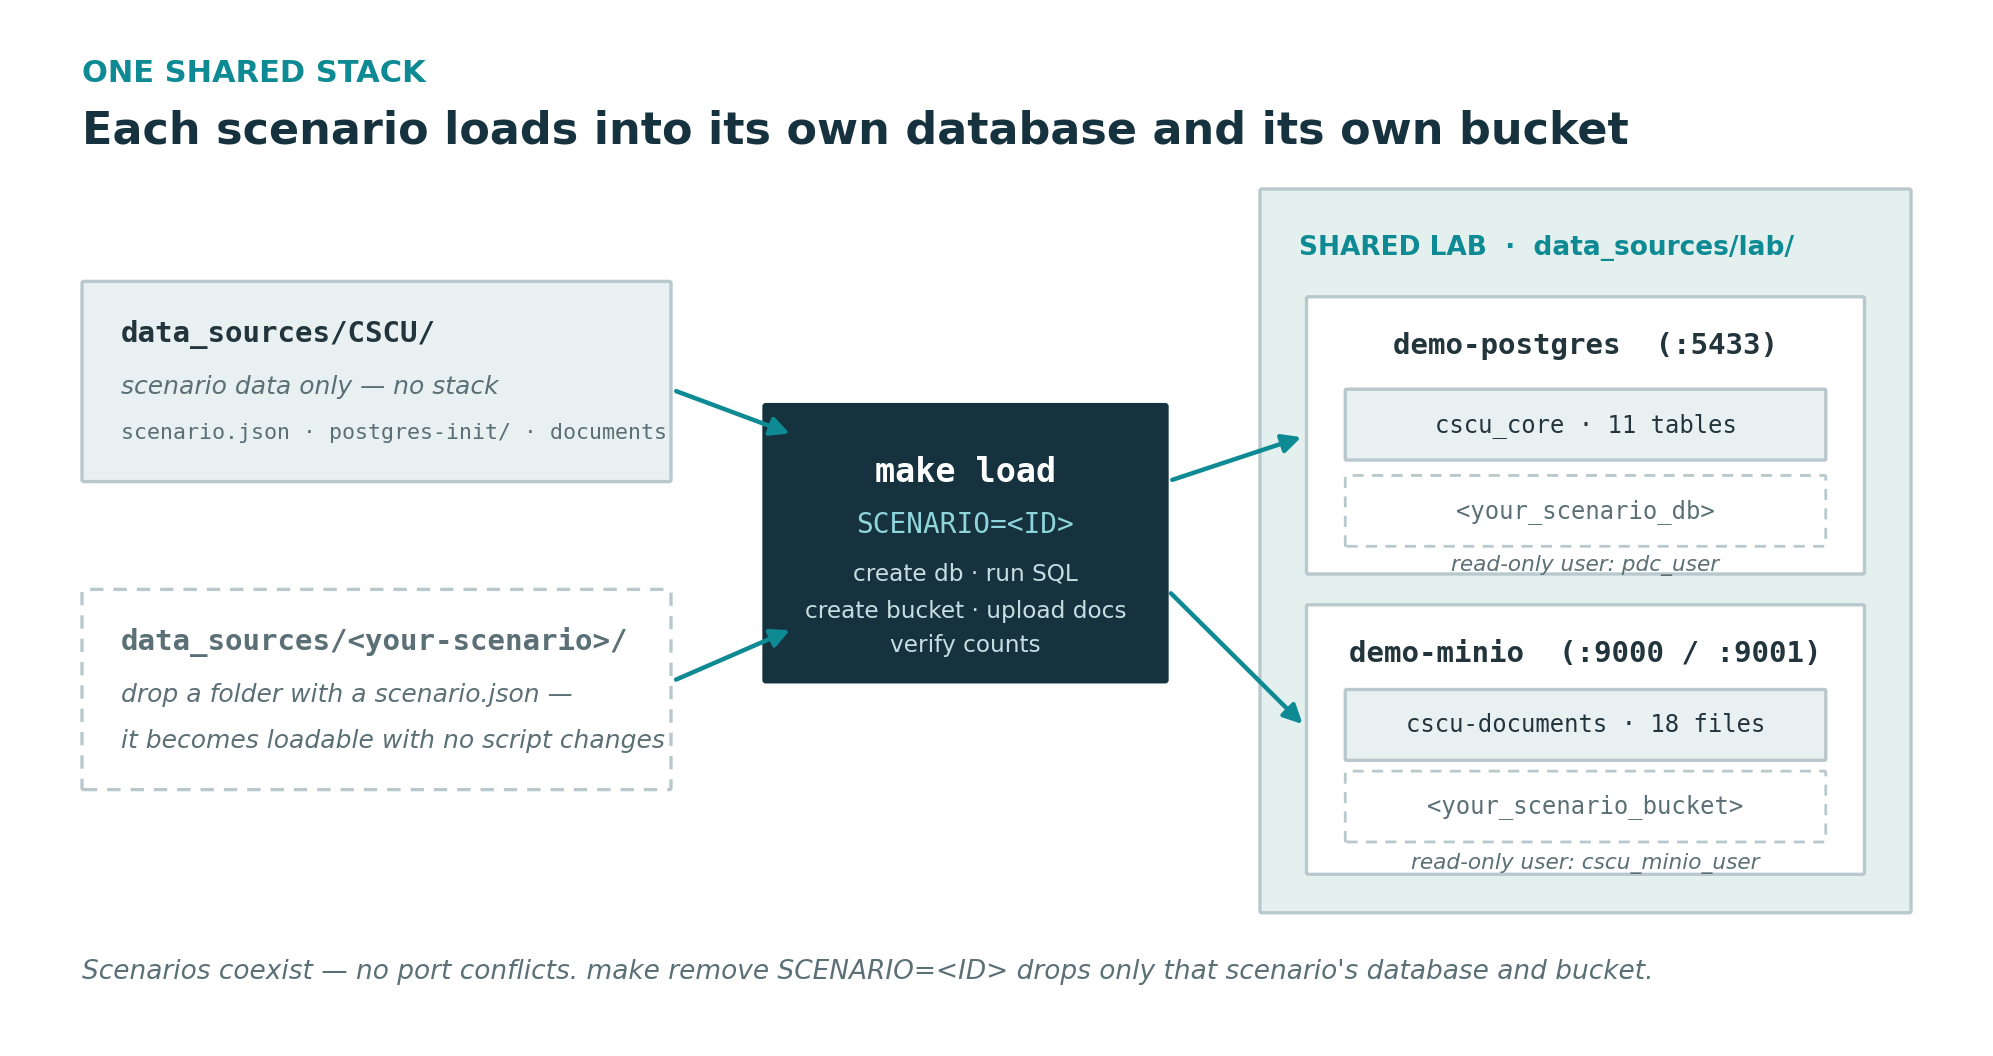 ONE SHARED STACK
Each scenario loads into its own database and its own bucket
data_sources/CSCU/
scenario data only — no stack
scenario.json · postgres-init/ · documents
data_sources/<your-scenario>/
drop a folder with a scenario.json —
it becomes loadable with no script changes
make load
SCENARIO=<ID>
create db · run SQL
create bucket · upload docs
verify counts
SHARED LAB · data_sources/lab/
demo-postgres (:5433)
cscu_core · 11 tables
<your_scenario_db>
read-only user: pdc_user
demo-minio (:9000 / :9001)
cscu-documents · 18 files
<your_scenario_bucket>
read-only user: cscu_minio_user
Scenarios coexist — no port conflicts. make remove SCENARIO=<ID> drops only that scenario's database and bucket.